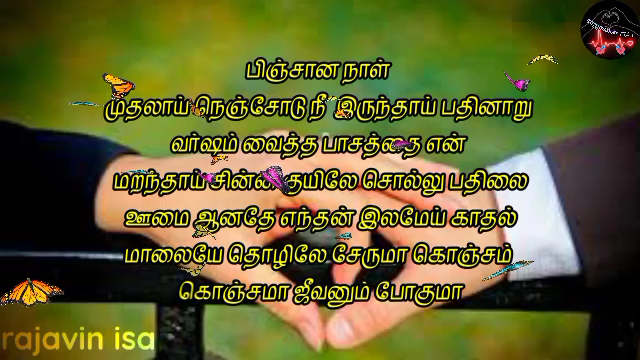 பிஞ்சான நாள்
முதலாய் நெஞ்சோடு நீ இருந்தாய் பதினாறு
வர்ஷம் வைத்த பாசத்தை என்
மறந்தாய் சின்ன குயிலே சொல்லு பதிலை
ஊமை ஆனதே எந்தன் இலமேய் காதல்
மாலையே தொழிலே சேருமா கொஞ்சம்
கொஞ்சமா ஜீவனும் போகுமா
rajavin isa